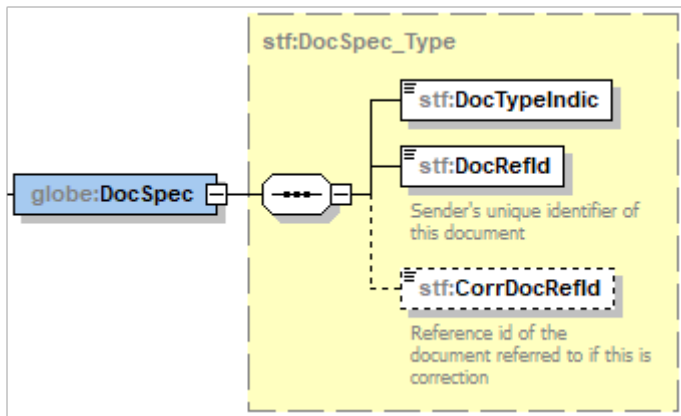 stf:DocSpec_Type
stf:DocTypeIndic
globe:DocSpec
stf:DocRefId
Sender's unique identifier of
this document
stf:CorrDocRefId
Reference id of the
document referred to if this is
correction